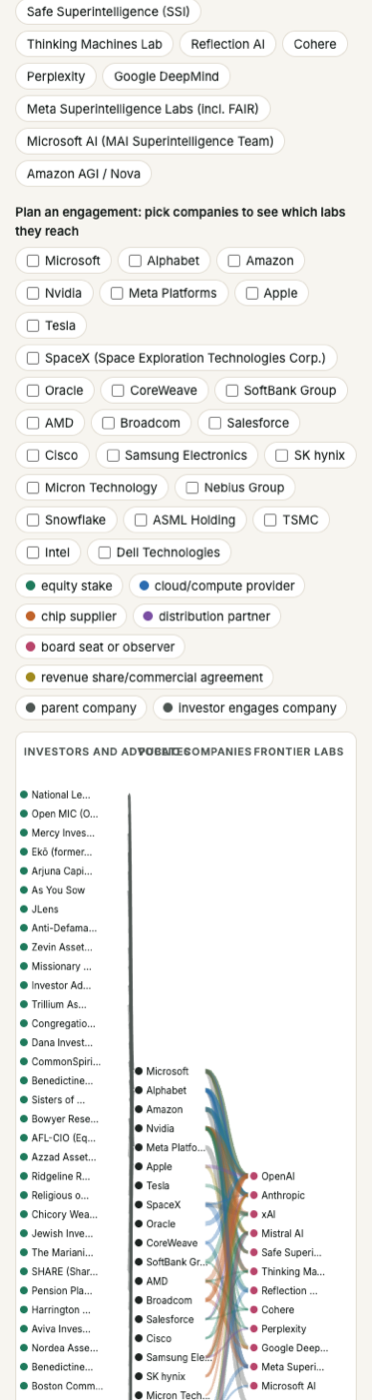 Safe Superintelligence (SSI)
Thinking Machines Lab Reflection AI Cohere
Perplexity Google DeepMind
Meta Superintelligence Labs (incl. FAIR)
Microsoft AI (MAI Superintelligence Team)
Amazon AGI / Nova
Plan an engagement: pick companies to see which labs
they reach
Microsoft Alphabet Amazon
Nvidia Meta Platforms Apple
Tesla
SpaceX (Space Exploration Technologies Corp.)
Oracle CoreWeave SoftBank Group
AMD Broadcom Salesforce
Cisco Samsung Electronics SK hynix
Micron Technology Nebius Group
Snowflake ASML Holding TSMC
Intel Dell Technologies
equity stake cloud/compute provider
chip supplier distribution partner
board seat or observer
revenue share/commercial agreement
parent company investor engages company
INVESTORS AND ADVOCATES PUBLIC COMPANIES FRONTIER LABS
National Le...
Open MIC (O...
Mercy Inves...
Ekō (former...
Arjuna Capi...
As You Sow
JLens
Anti-Defama...
Zevin Asset...
Missionary ...
Investor Ad...
Trillium As...
Congregatio...
Dana Invest...
CommonSpiri...
Benedictine...
Sisters of ...
Bowyer Rese...
AFL-CIO (Eq...
Azzad Asset...
Ridgeline R...
Religious o...
Chicory Wea...
Jewish Inve...
The Mariani...
SHARE (Shar...
Pension Pla...
Harrington ...
Aviva Inves...
Nordea Asse...
Benedictine...
Boston Comm...
Microsoft
Alphabet
Amazon
Nvidia
Meta Platfo...
Apple
Tesla
SpaceX
Oracle
CoreWeave
SoftBank Gr...
AMD
Broadcom
Salesforce
Cisco
Samsung Ele...
SK hynix
Micron Tech...
OpenAI
Anthropic
xAI
Mistral AI
Safe Superi...
Thinking Ma...
Reflection ...
Cohere
Perplexity
Google Deep...
Meta Superi...
Microsoft AI